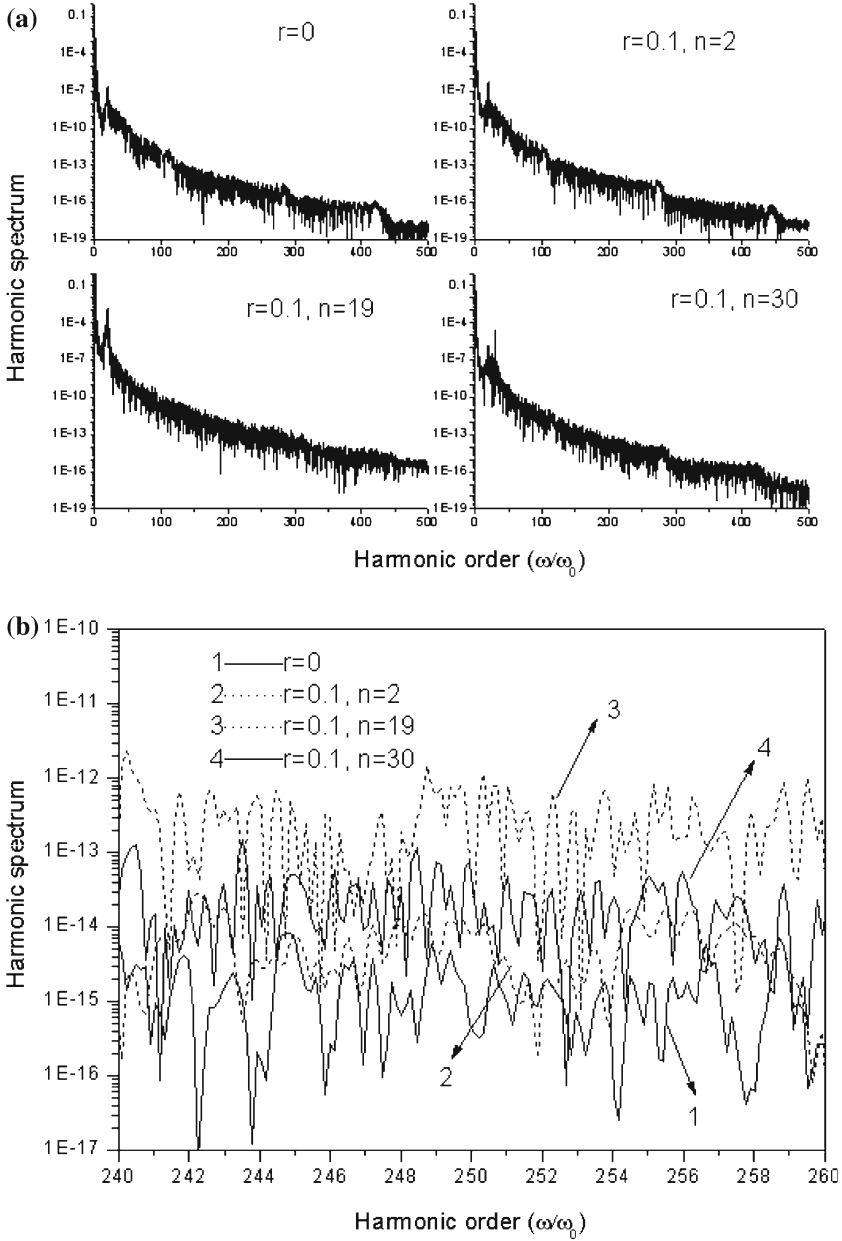 (a)
r=0
r=0.1, n=2
0.1
1E-4
1E-7
1E-10
1E-13
1E-16
1E-19
0 100 200 300 400 500
0.1
1E-4
1E-7
1E-10
1E-13
1E-16
1E-19
0 100 200 300 400 500
r=0.1, n=19
r=0.1, n=30
0.1
1E-4
1E-7
1E-10
1E-13
1E-16
1E-19
0 100 200 300 400 500
0.1
1E-4
1E-7
1E-10
1E-13
1E-16
1E-19
0 100 200 300 400 500
Harmonic spectrum
Harmonic order (ω/ω₀)
(b)
1E-10
1E-11
1E-12
1E-13
1E-14
1E-15
1E-16
1E-17
1 r=0
2 r=0.1, n=2
3 r=0.1, n=19
4 r=0.1, n=30
3
4
2
1
240 242 244 246 248 250 252 254 256 258 260
Harmonic spectrum
Harmonic order (ω/ω₀)